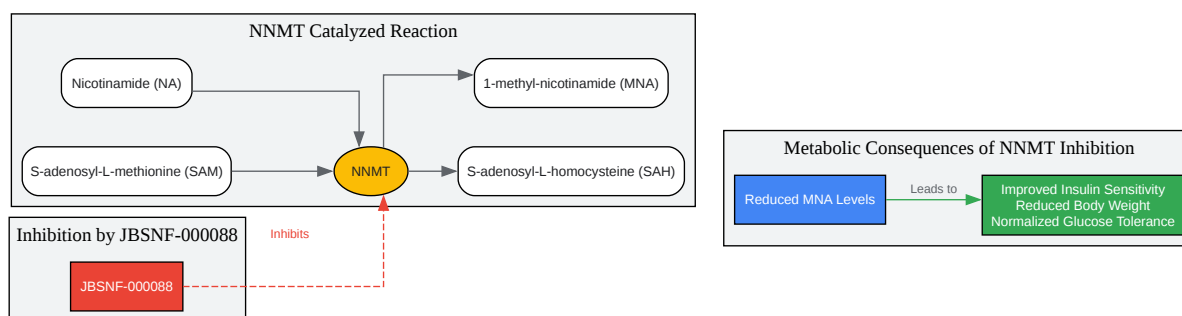 NNMT Catalyzed Reaction
Nicotinamide (NA)
1-methyl-nicotinamide (MNA)
S-adenosyl-L-methionine (SAM)
NNMT
S-adenosyl-L-homocysteine (SAH)
Inhibition by JBSNF-000088
Inhibits
JBSNF-000088
Metabolic Consequences of NNMT Inhibition
Reduced MNA Levels
Leads to
Improved Insulin Sensitivity
Reduced Body Weight
Normalized Glucose Tolerance